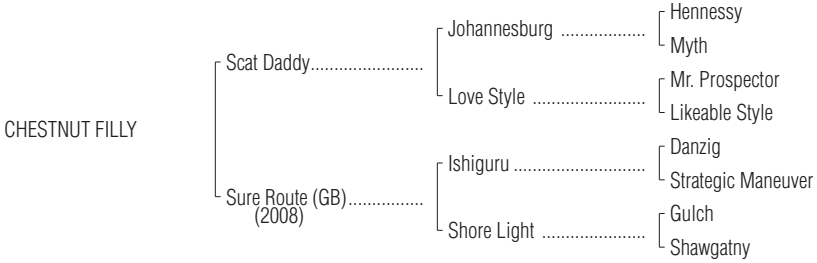 Hennessy
Johannesburg ..................
Myth
Scat Daddy........................
Mr. Prospector
Love Style ........................
Likeable Style
CHESTNUT FILLY
Danzig
Ishiguru ............................
Strategic Maneuver
Sure Route (GB)................
(2008)
Gulch
Shore Light ......................
Shawgatny